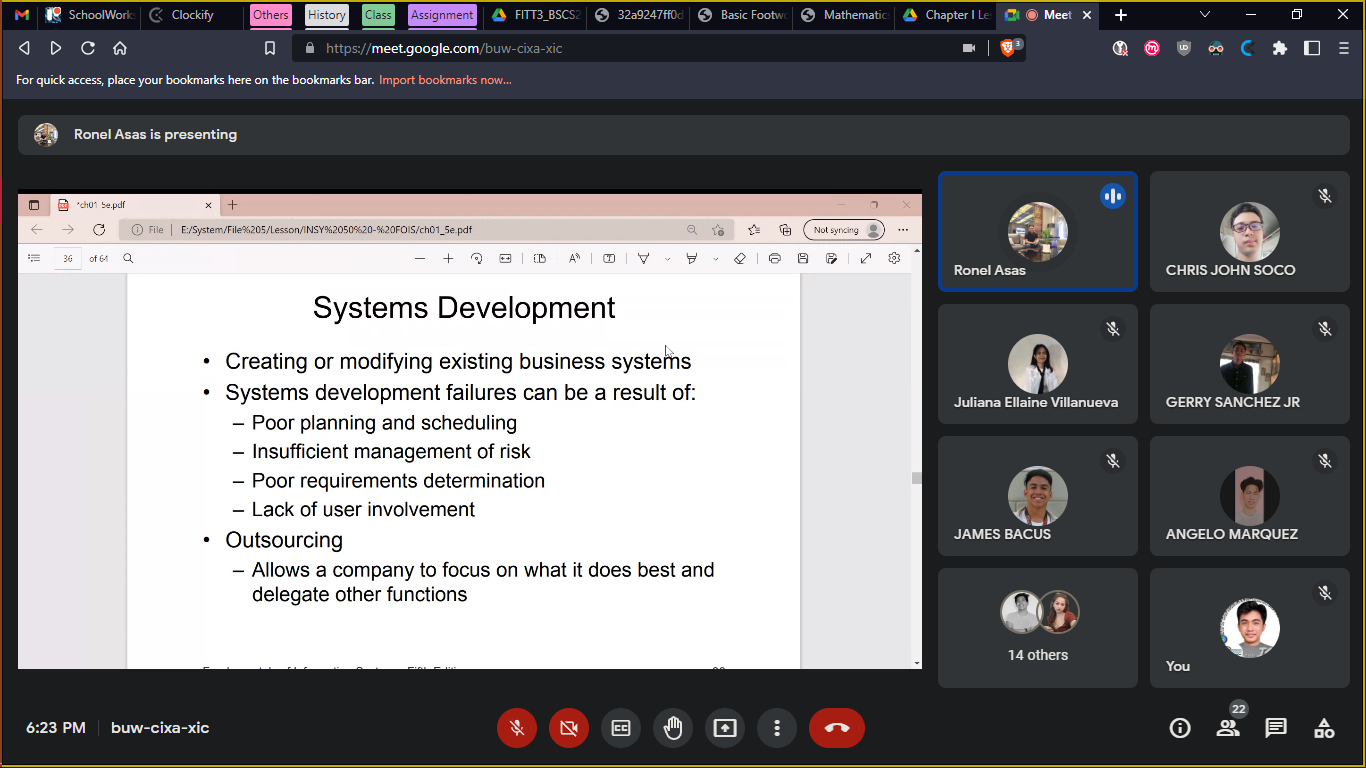 SchoolWork
Clockify
Others
History
Class
Assignment
FITT3_BSCS2
32a9247ff0d
Basic Footwo
Mathematic
Chapter I Le
Meet
https://meet.google.com/buw-cixa-xic
3
For quick access, place your bookmarks here on the bookmarks bar. Import bookmarks now...
Ronel Asas is presenting
*ch01_5e.pdf
File
E:/System/File%205/Lesson/INSY%2050%20-%20FOIS/ch01_5e.pdf
Not syncing
36 of 64
Systems Development
• Creating or modifying existing business systems
• Systems development failures can be a result of:
– Poor planning and scheduling
– Insufficient management of risk
– Poor requirements determination
– Lack of user involvement
• Outsourcing
– Allows a company to focus on what it does best and
delegate other functions
Ronel Asas
CHRIS JOHN SOCO
Juliana Ellaine Villanueva
GERRY SANCHEZ JR
JAMES BACUS
ANGELO MARQUEZ
14 others
You
6:23 PM
buw-cixa-xic
22